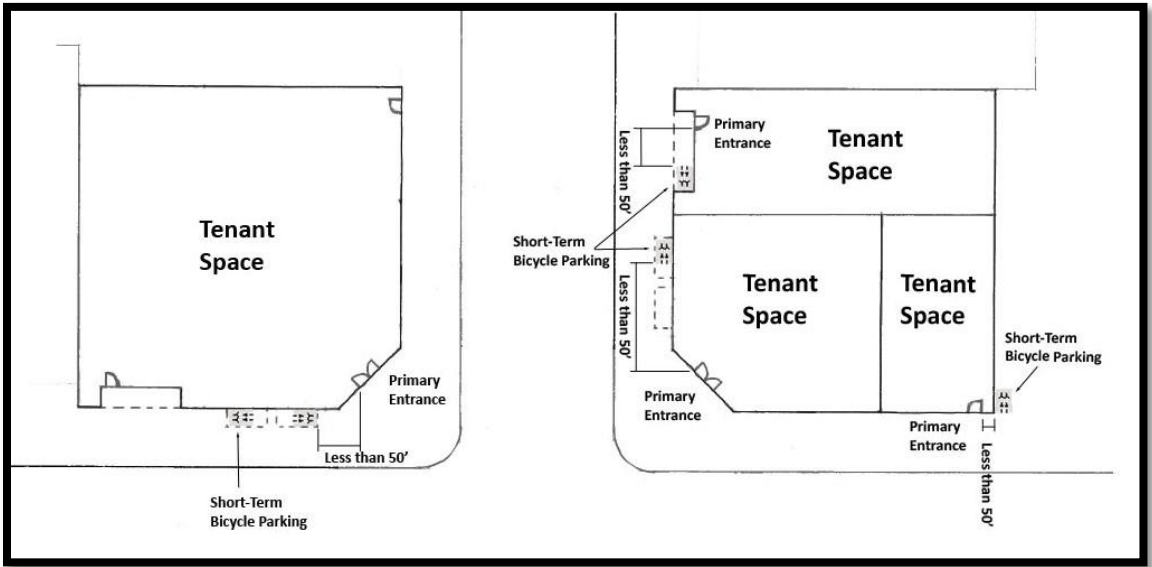 Tenant
Space
Primary
Entrance
Less than 50'
Short-Term
Bicycle Parking
Primary
Entrance
Tenant
Space
Less than 50'
Short-Term
Bicycle Parking
Less than 50'
Tenant
Space
Tenant
Space
Short-Term
Bicycle Parking
Primary
Entrance
Primary
Entrance
Less than 50'